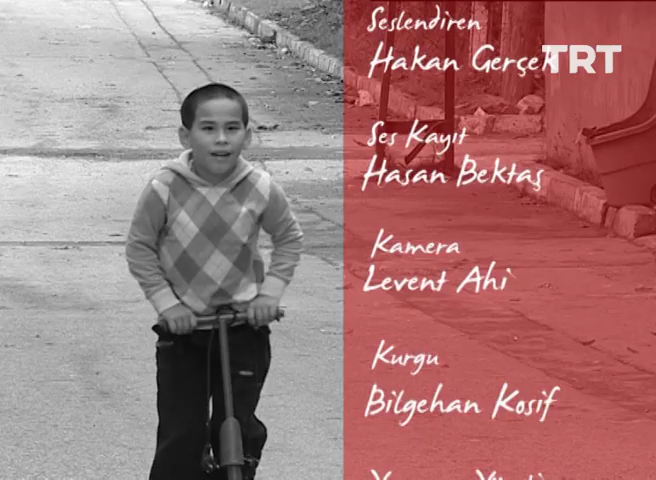 Seslendiren
Hakan Gerçek
TRT
Ses Kayıt
Hasan Bektaş
Kamera
Levent Ahi
Kurgu
Bilgehan Kosif